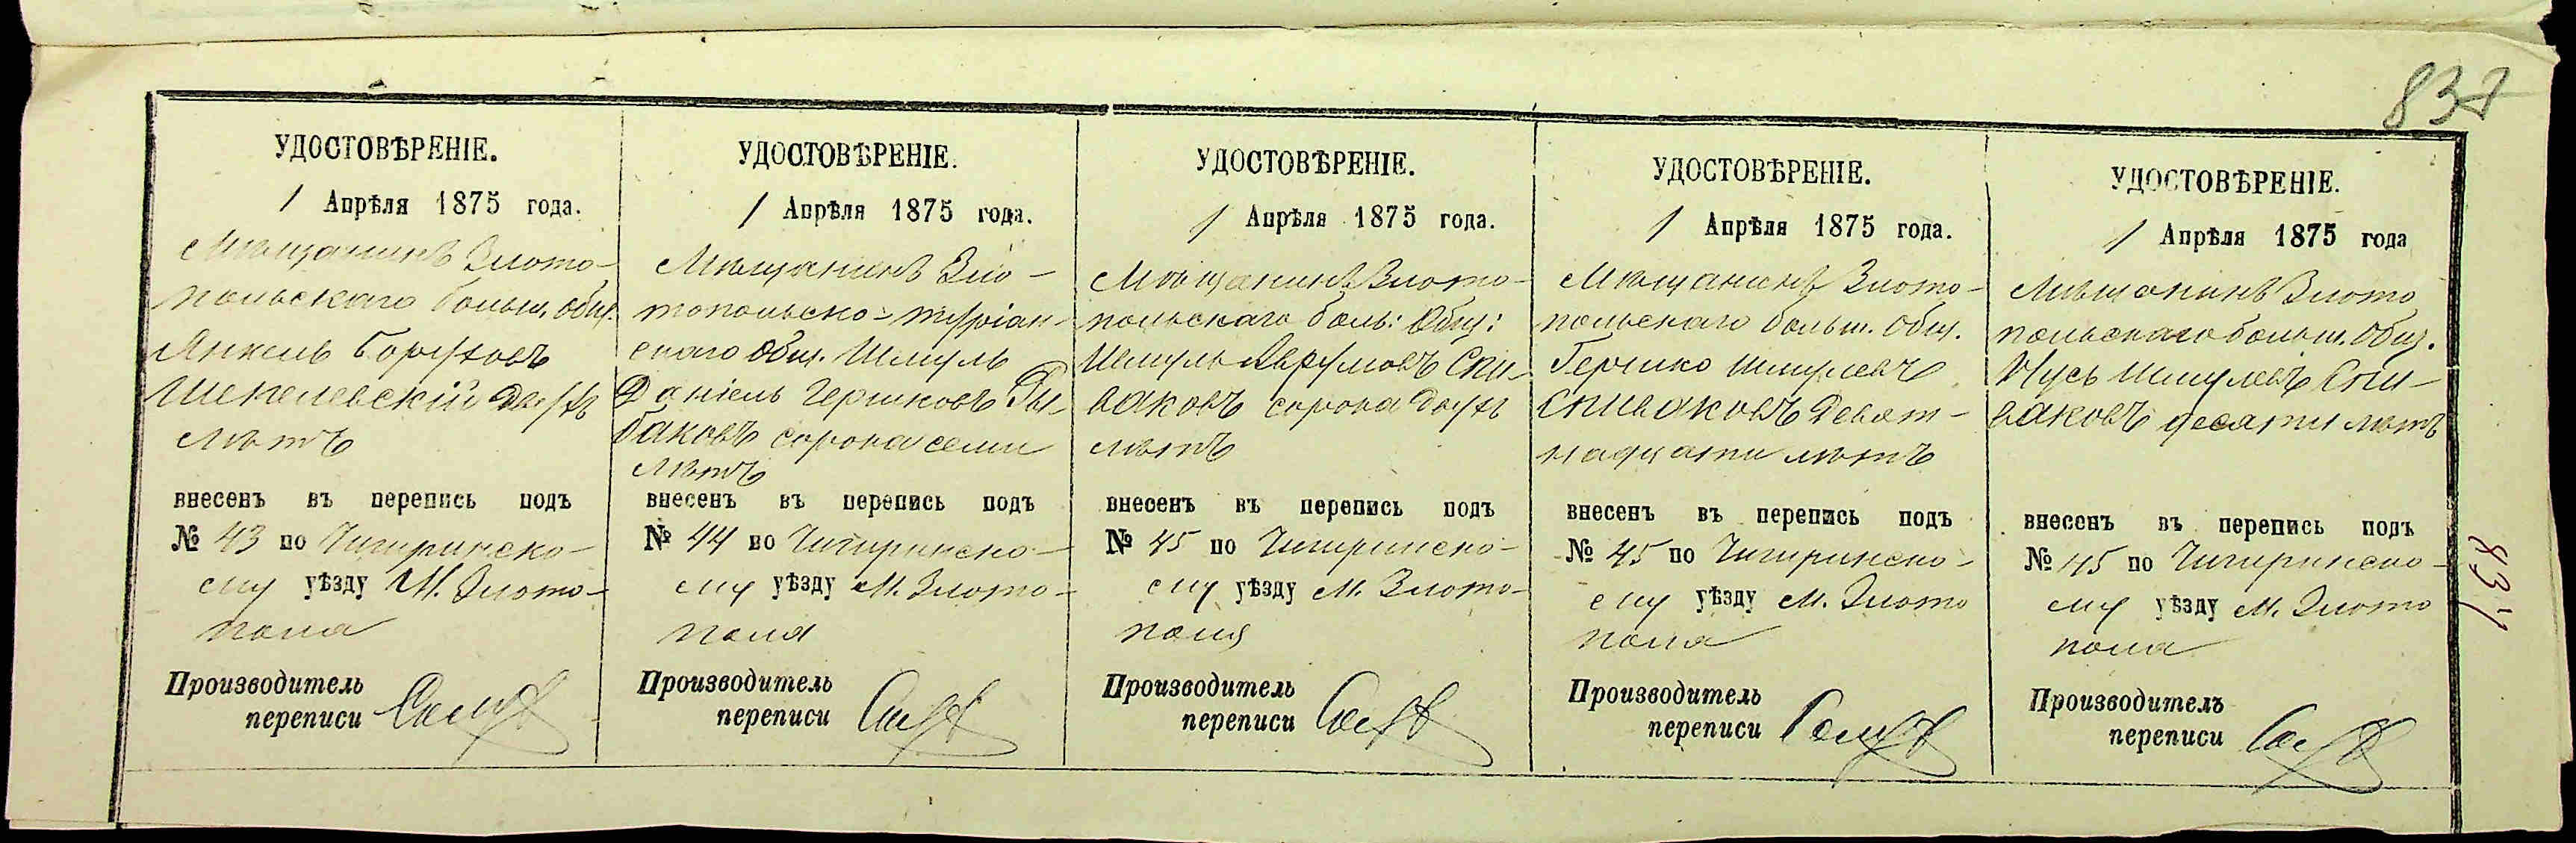 837
УДОСТОВѢРЕНІЕ.
1 Апрѣля 1875 года.
Мѣщанинъ Злото-
польскаго больш. общ.
Янкель Боруховъ
Шкелевскій двухъ
лѣтъ
внесенъ въ перепись подъ
№ 43 по Чигиринско-
му уѣзду М. Злото-
поля
Производитель
переписи
УДОСТОВѢРЕНІЕ.
1 Апрѣля 1875 года.
Мѣщанинъ Зло-
топольско-
скаго Общ. Шмуль
Даніель Гершковъ Ры-
баковъ сорока семи
лѣтъ
внесенъ въ перепись подъ
№ 44 по Чигиринско-
му уѣзду М. Злото-
поля
Производитель
переписи
УДОСТОВѢРЕНІЕ.
1 Апрѣля 1875 года.
Мѣщанинъ Злото-
польскаго боль: Общ:
Шмуль Аврумовъ Спи-
ваковъ сорока двухъ
лѣтъ
внесенъ въ перепись подъ
№ 45 по Чигиринско-
му уѣзду М. Злото-
поля
Производитель
переписи
УДОСТОВѢРЕНІЕ.
1 Апрѣля 1875 года.
Мѣщанинъ Злото-
польскаго больш. Общ.
Гершко Шмулевъ
Спиваковъ Девят-
надцати лѣтъ
внесенъ въ перепись подъ
№ 45 по Чигиринско-
му уѣзду М. Злото
поля
Производитель
переписи
УДОСТОВѢРЕНІЕ.
1 Апрѣля 1875 года
Мѣщанинъ Злото
польскаго больш. Общ.
Нусь Шмулевъ Спи-
ваковъ десяти лѣтъ
внесенъ въ перепись подъ
№ 45 по Чигиринско-
му уѣзду М. Злото
поля
Производитель
переписи